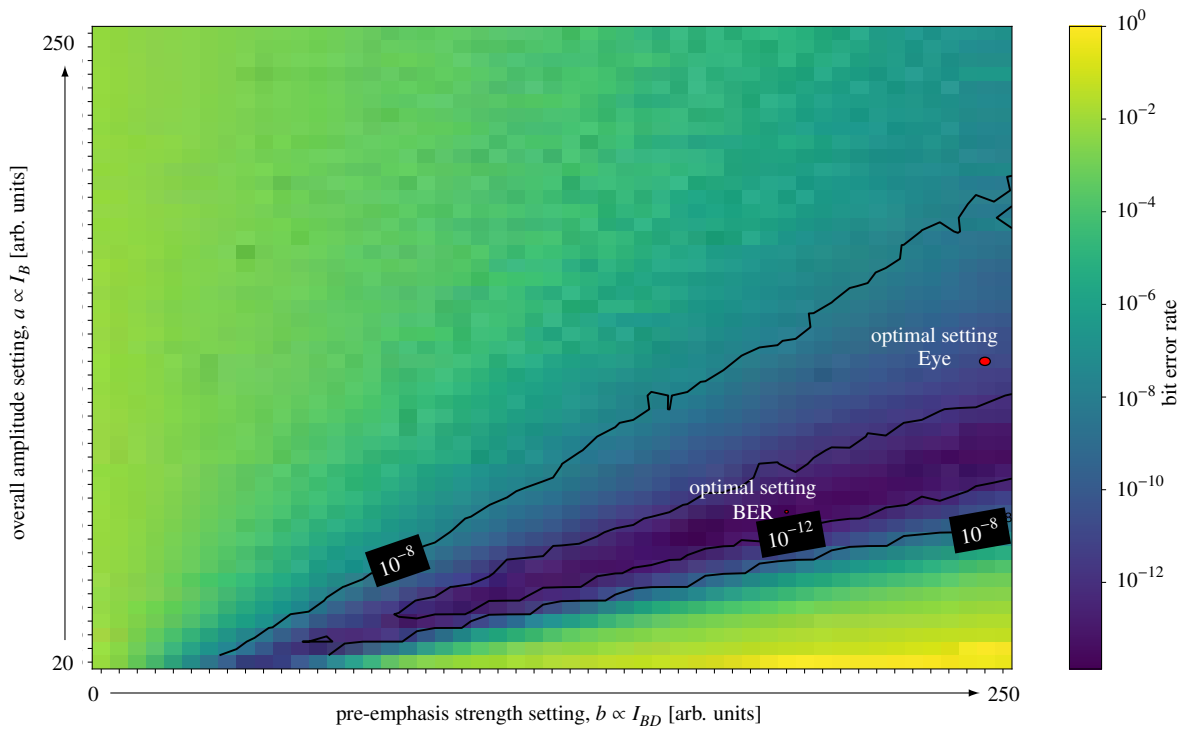 250
overall amplitude setting, a ∝ I_B [arb. units]
20
0
250
pre-emphasis strength setting, b ∝ I_BD [arb. units]
optimal setting
Eye
optimal setting
BER
10⁻⁸
10⁻¹²
10⁻⁸
10⁰
10⁻²
10⁻⁴
10⁻⁶
10⁻⁸
10⁻¹⁰
10⁻¹²
bit error rate